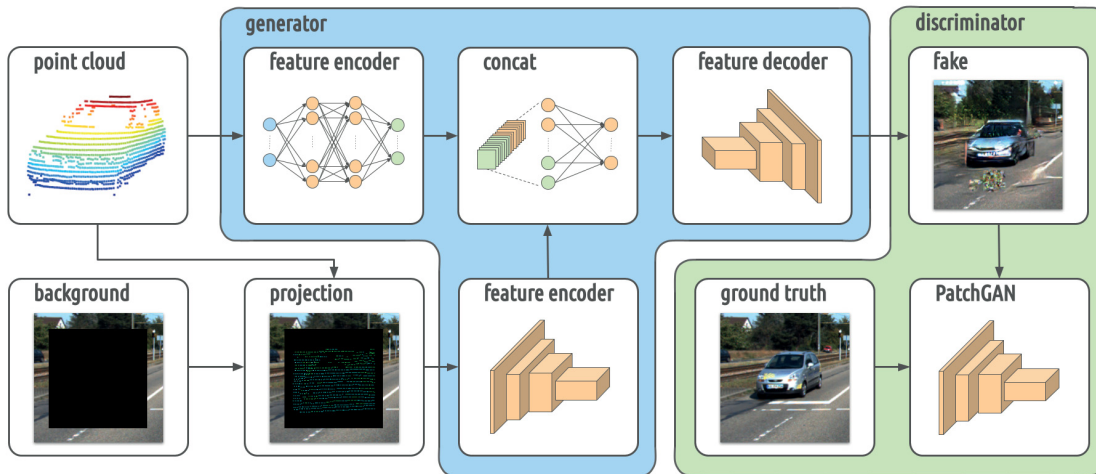 generator
discriminator
point cloud
feature encoder
concat
feature decoder
fake
background
projection
feature encoder
ground truth
PatchGAN